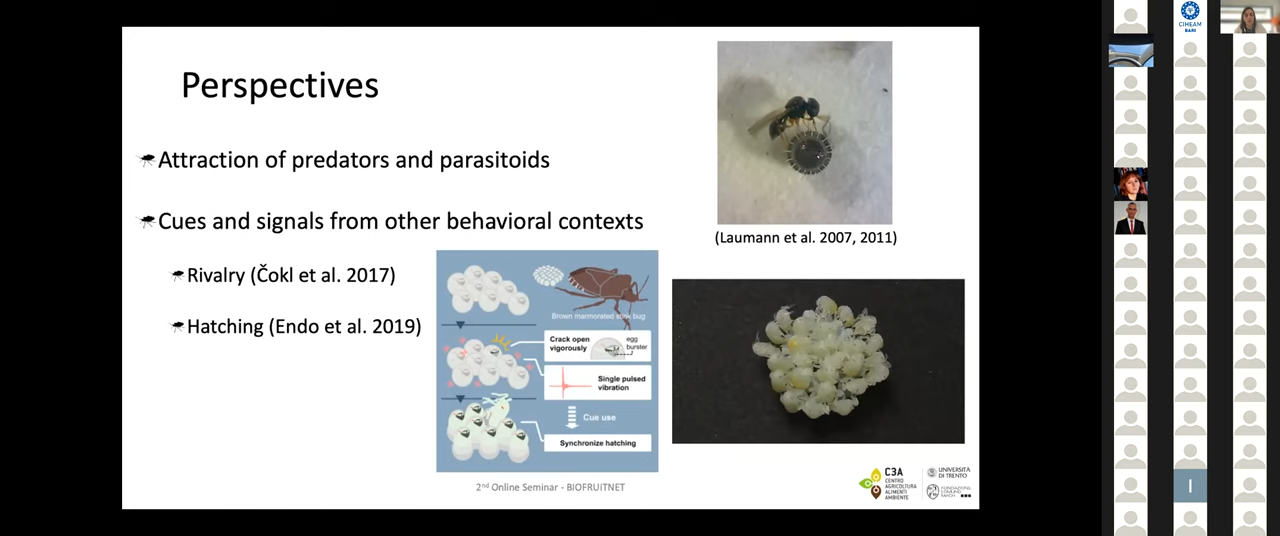 Perspectives
Attraction of predators and parasitoids
Cues and signals from other behavioral contexts
Rivalry (Čokl et al. 2017)
Hatching (Endo et al. 2019)
(Laumann et al. 2007, 2011)
Brown marmorated stink bug
Crack open
vigorously
egg
burster
Single pulsed
vibration
Cue use
Synchronize hatching
2nd Online Seminar - BIOFRUITNET
C3A
CENTRO
AGRICOLTURA
ALIMENTI
AMBIENTE
UNIVERSITÀ
DI TRENTO
FONDAZIONE
EDMUND
MACH
CIHEAM
BARI
I